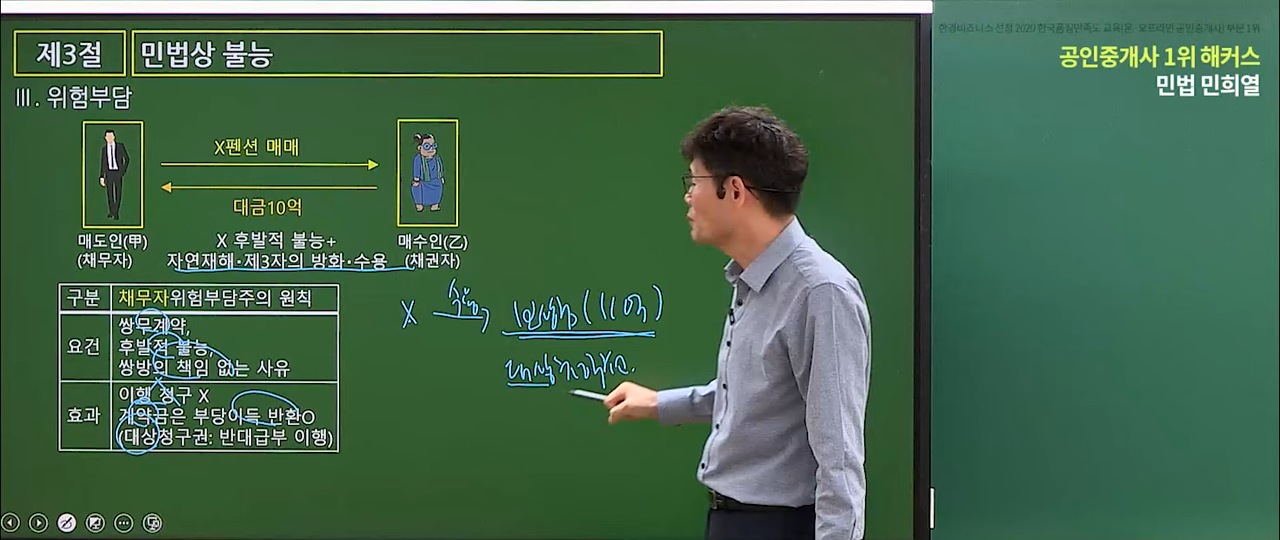 한경비즈니스 선정 2020 한국품질만족도 교육(온·오프라인 공인중개사) 부문 1위
공인중개사 1위 해커스
민법 민희열
제3절 민법상 불능
Ⅲ. 위험부담
X펜션 매매
대금10억
매도인(甲)
(채무자)
X 후발적 불능+
자연재해·제3자의 방화·수용
매수인(乙)
(채권자)
구분 채무자위험부담주의 원칙
요건 쌍무계약,
후발적 불능,
쌍방의 책임 없는 사유
효과 이행 청구 X
계약금은 부당이득 반환O
(대상청구권: 반대급부 이행)
X 수용 보상금(11억)